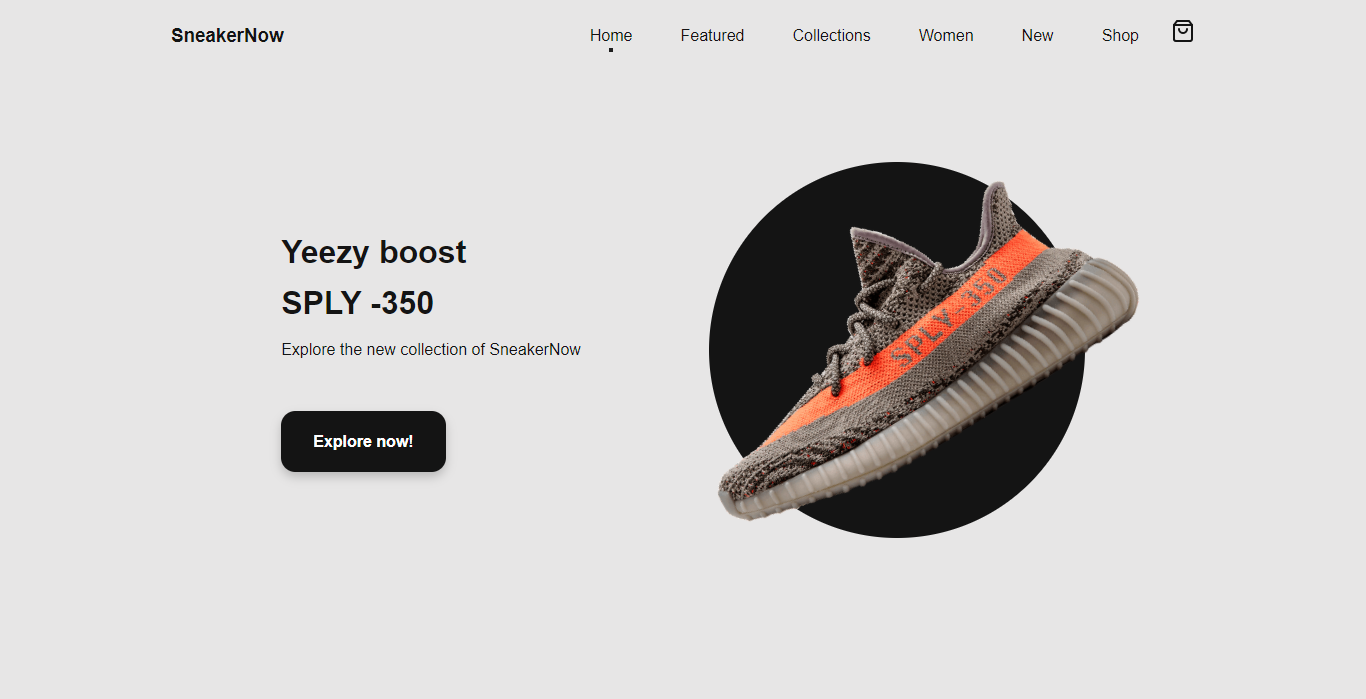 SneakerNow
Home Featured Collections Women New Shop
Yeezy boost
SPLY -350
Explore the new collection of SneakerNow
Explore now!
SPLY-350